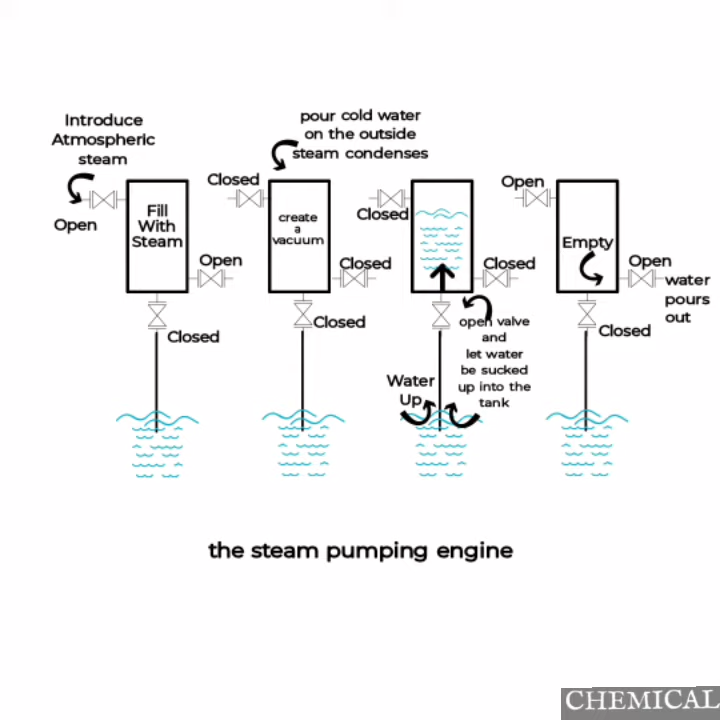 Introduce
Atmospheric
steam
Open
Fill
With
Steam
Open
Closed
pour cold water
on the outside
steam condenses
Closed
create
a
vacuum
Closed
Closed
Closed
Closed
open valve
and
let water
be sucked
up into the
tank
Water
Up
Open
Empty
Open
water
pours
out
Closed
the steam pumping engine
CHEMICAL